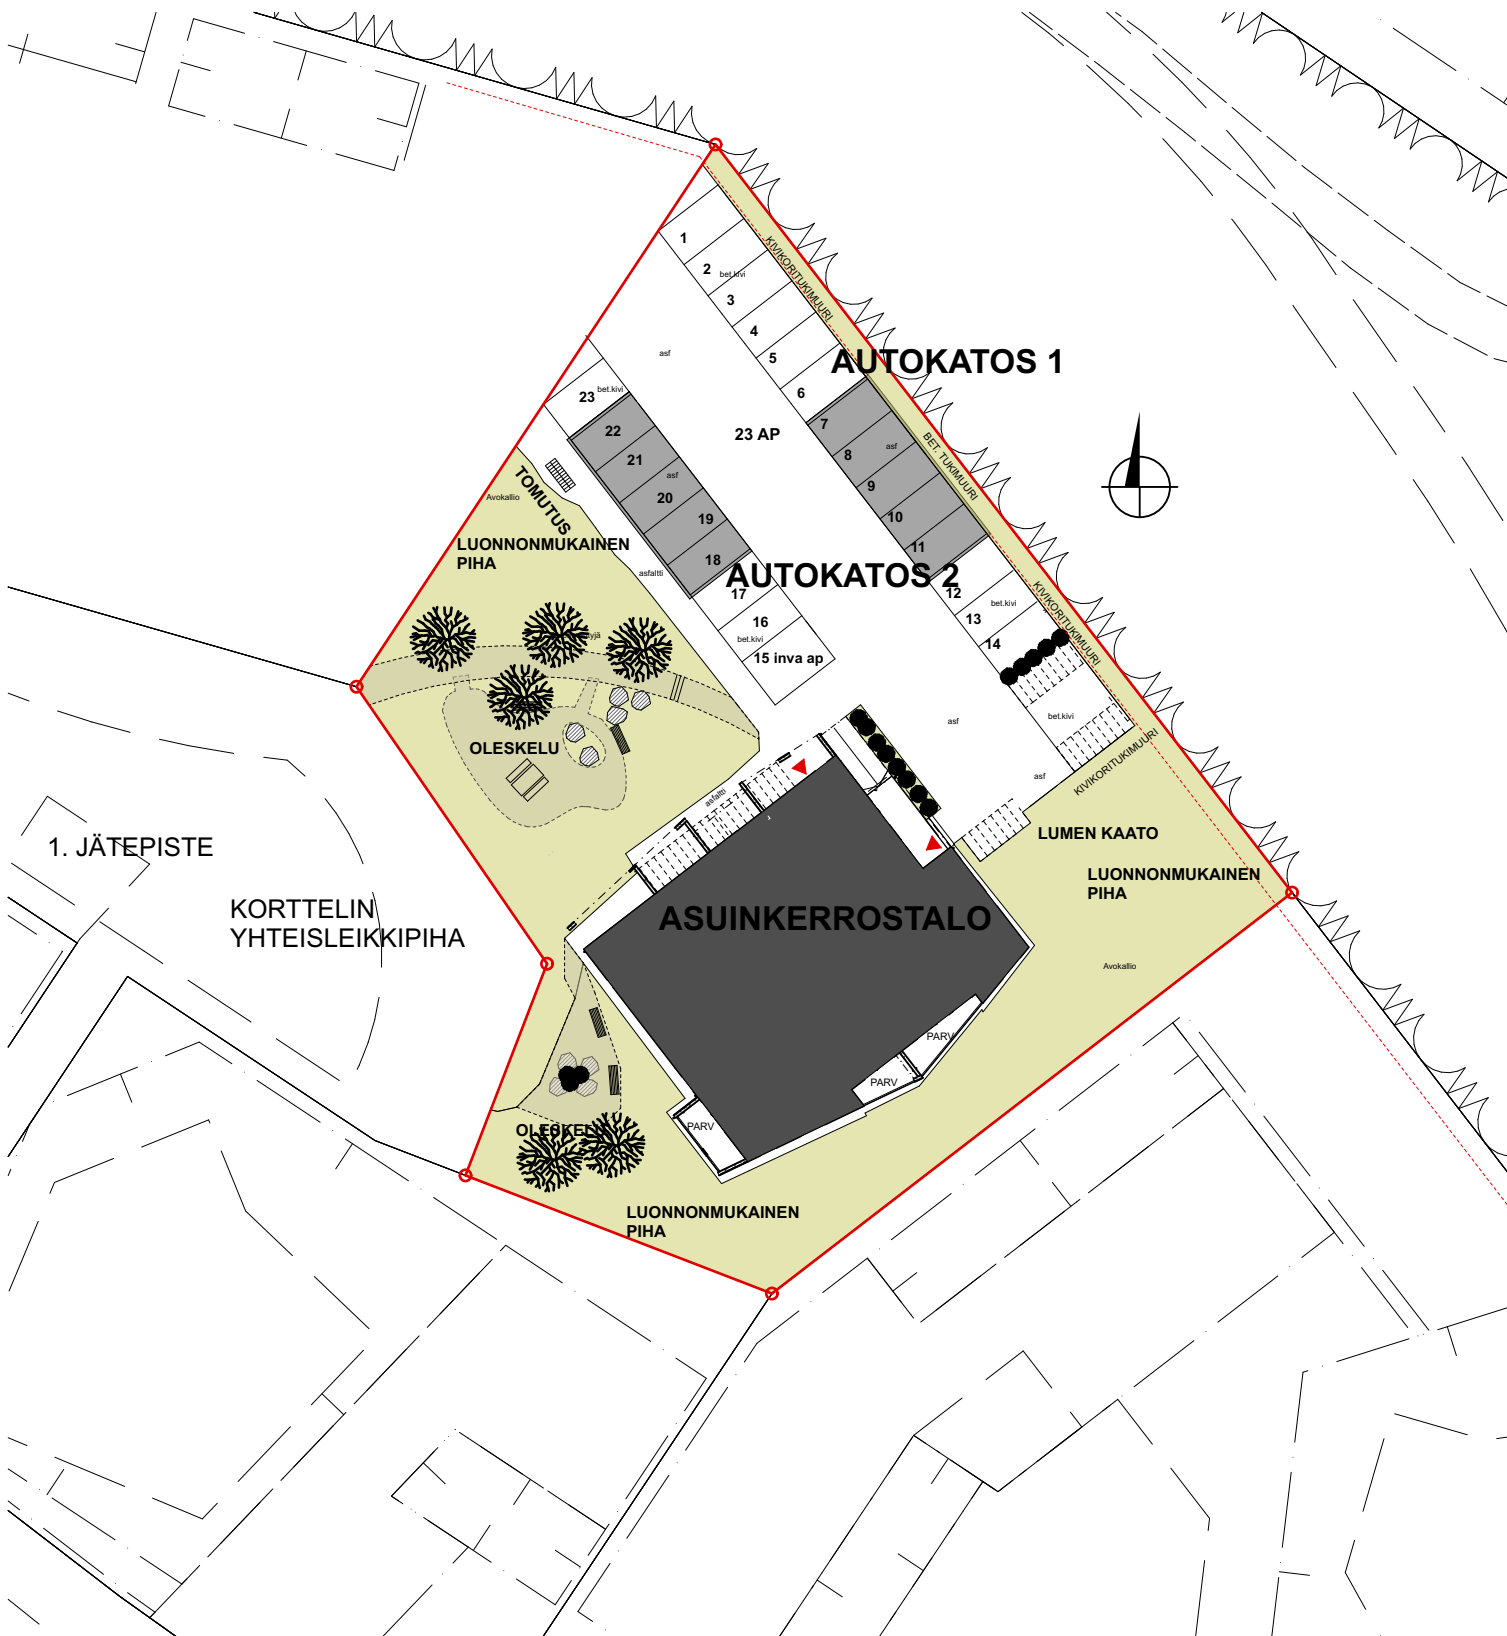 1
KIVIKORITUKIMUURI
2
bet.kivi
3
4
asf
5
AUTOKATOS 1
6
23
bet.kivi
7
22
23 AP
8
asf
BET. TUKIMUURI
21
asf
9
20
Avokallio
TOMUTUS
19
10
11
LUONNONMUKAINEN
PIHA
18
asfaltti
AUTOKATOS 2
17
12
bet.kivi
KIVIKORITUKIMUURI
16
13
bet.kivi
14
15 inva ap
OLESKELU
asf
bet.kivi
KIVIKORITUKIMUURI
asf
asfaltti
LUMEN KAATO
1. JÄTEPISTE
LUONNONMUKAINEN
PIHA
KORTTELIN
YHTEISLEIKKIPIHA
ASUINKERROSTALO
Avokallio
PARV
PARV
PARV
OLESKELU
LUONNONMUKAINEN
PIHA